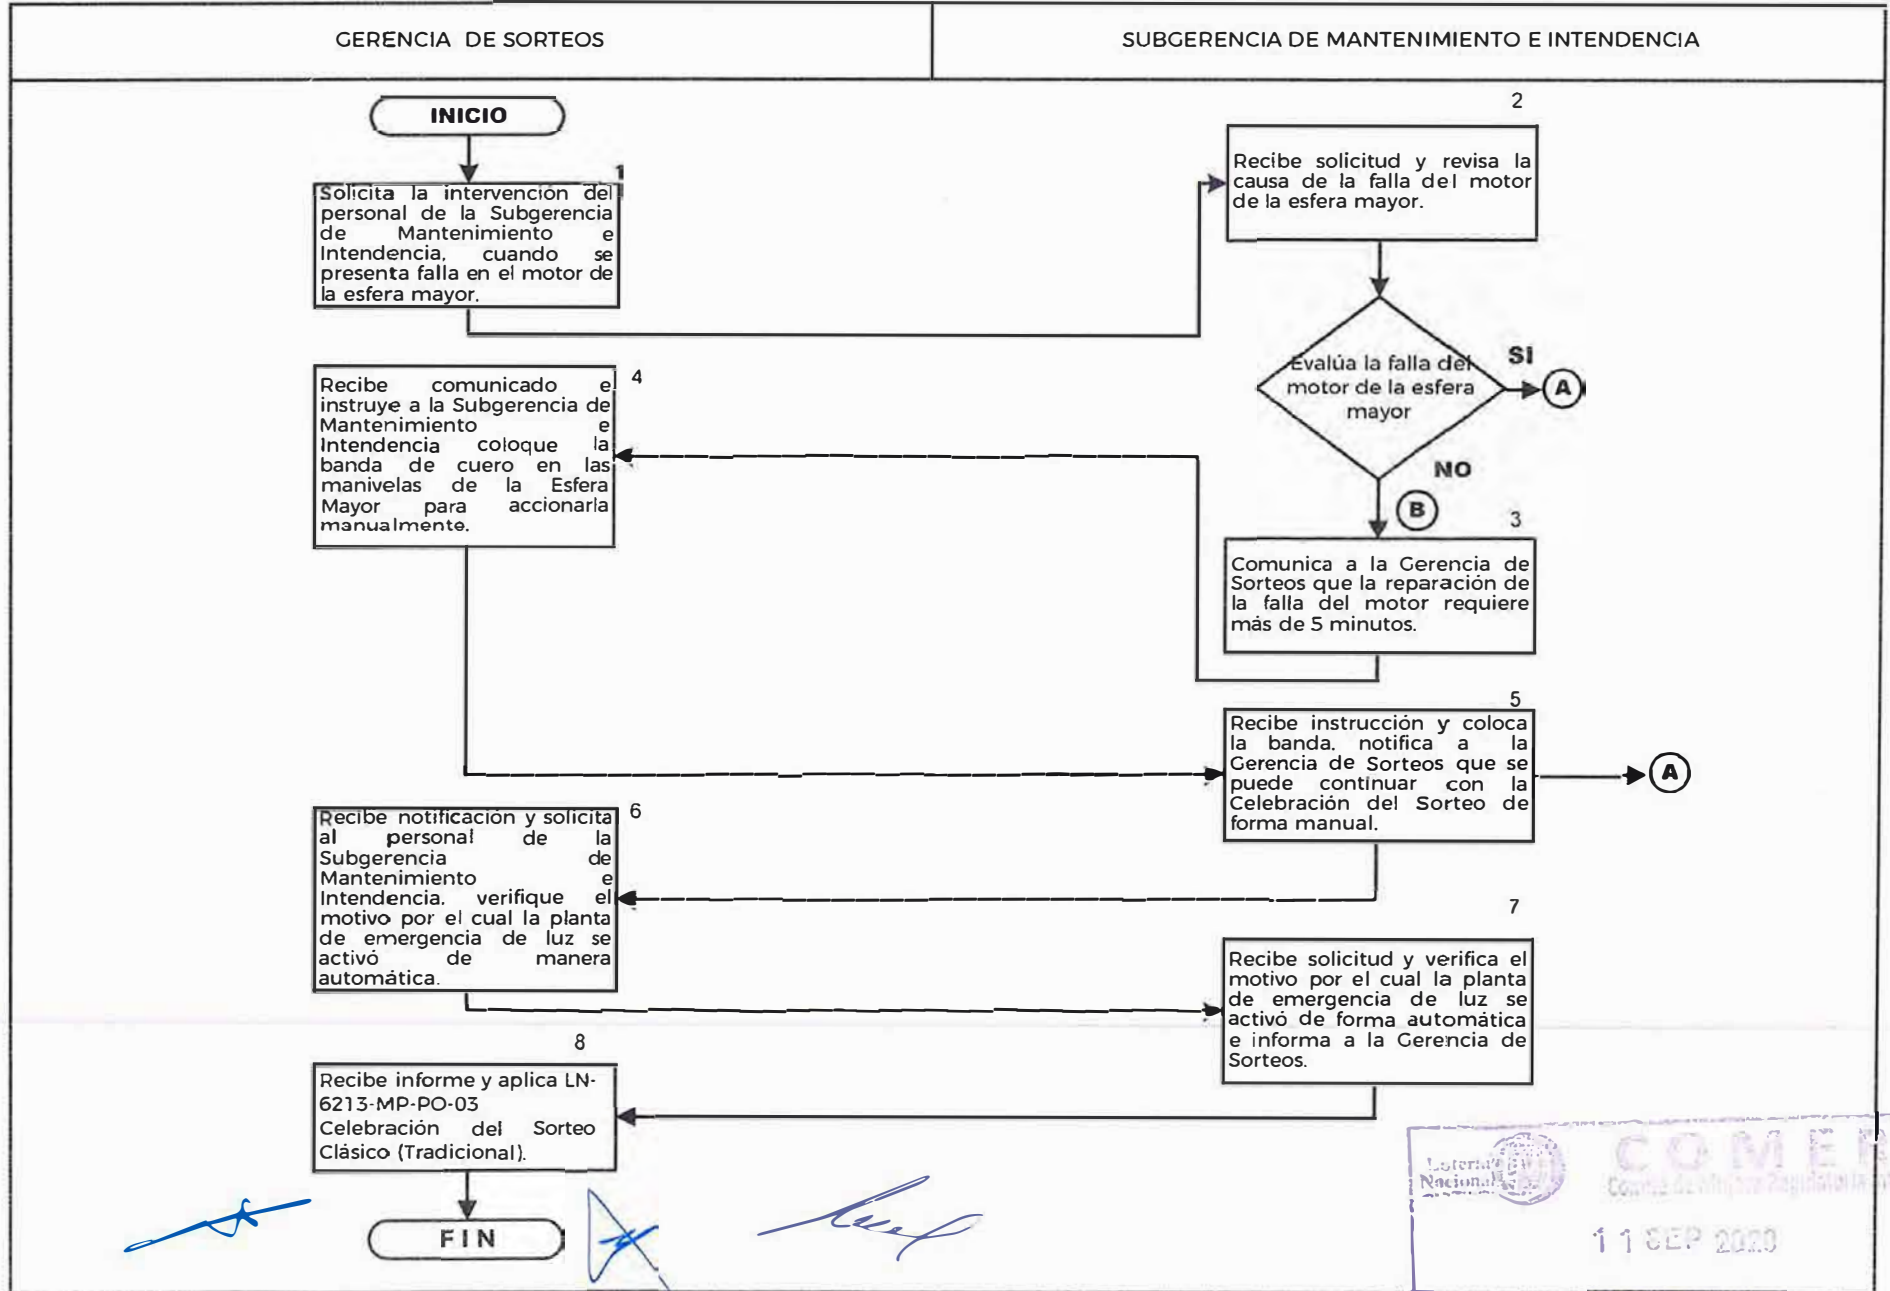 GERENCIA DE SORTEOS
SUBGERENCIA DE MANTENIMIENTO E INTENDENCIA
INICIO
1
Solicita la intervención del
personal de la Subgerencia
de Mantenimiento e
Intendencia, cuando se
presenta falla en el motor de
la esfera mayor.
2
Recibe solicitud y revisa la
causa de la falla del motor
de la esfera mayor.
Evalúa la falla del
motor de la esfera
mayor
SI
A
NO
B
3
Comunica a la Gerencia de
Sorteos que la reparación de
la falla del motor requiere
más de 5 minutos.
4
Recibe comunicado e
instruye a la Subgerencia de
Mantenimiento e
Intendencia coloque la
banda de cuero en las
manivelas de la Esfera
Mayor para accionarla
manualmente.
5
Recibe instrucción y coloca
la banda, notifica a la
Gerencia de Sorteos que se
puede continuar con la
Celebración del Sorteo de
forma manual.
A
6
Recibe notificación y solicita
al personal de la
Subgerencia de
Mantenimiento e
Intendencia, verifique el
motivo por el cual la planta
de emergencia de luz se
activó de manera
automática.
7
Recibe solicitud y verifica el
motivo por el cual la planta
de emergencia de luz se
activó de forma automática
e informa a la Gerencia de
Sorteos.
8
Recibe informe y aplica LN-
6213-MP-PO-03
Celebración del Sorteo
Clásico (Tradicional).
FIN
Lotería
Nacional
COMER
Comité de Mejora Regulatoria
11 SEP 2020